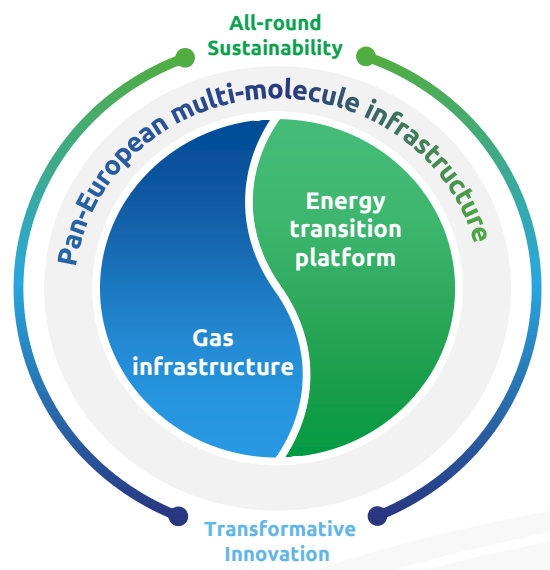 All-round
Sustainability
Pan-European multi-molecule infrastructure
Energy
transition
platform
Gas
infrastructure
Transformative
Innovation